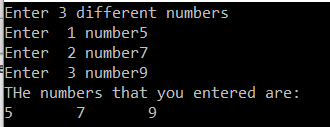 Enter 3 different numbers
Enter  1 number5
Enter  2 number7
Enter  3 number9
THe numbers that you entered are:
5       7       9